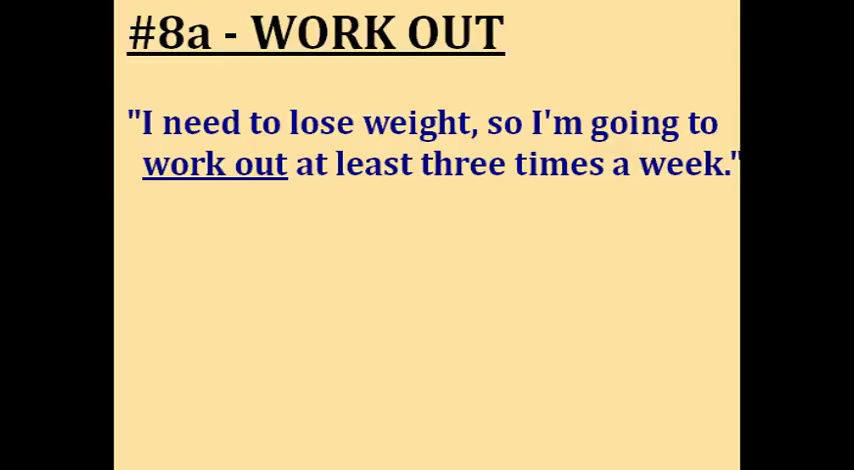 #8a - WORK OUT
"I need to lose weight, so I'm going to
work out at least three times a week."